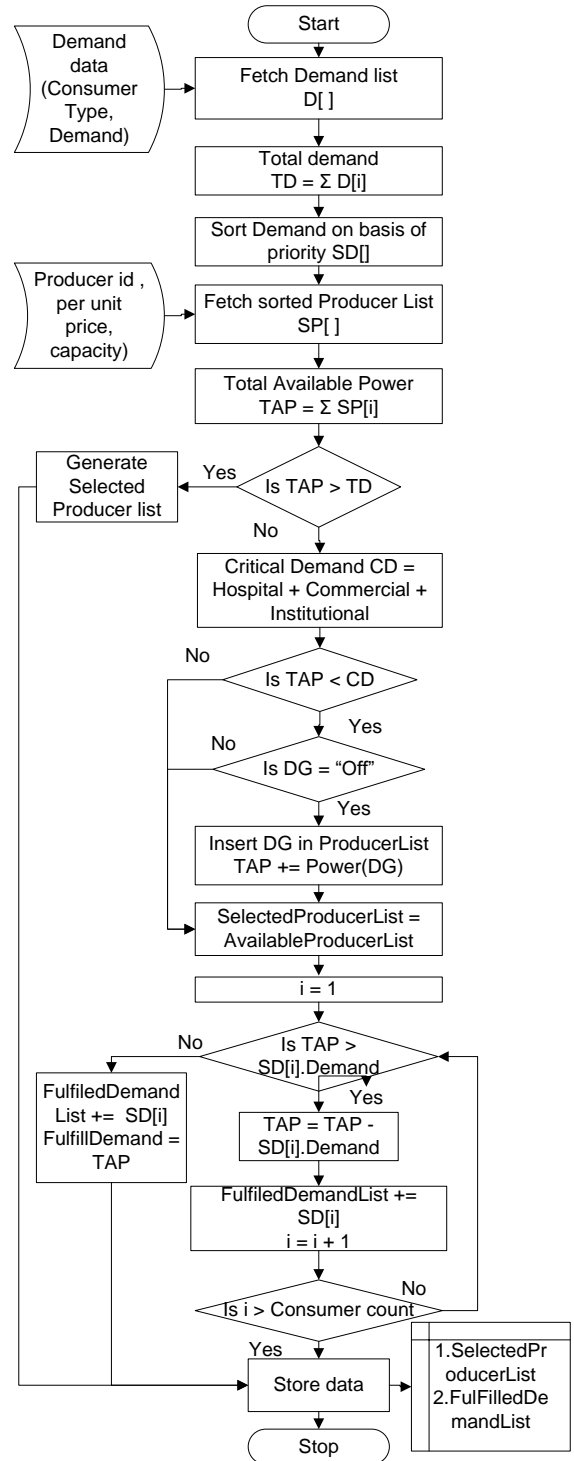 Start
Demand
data
(Consumer
Type,
Demand)
Fetch Demand list
D[ ]
Total demand
TD = Σ D[i]
Sort Demand on basis of
priority SD[]
Producer id ,
per unit
price,
capacity)
Fetch sorted Producer List
SP[ ]
Total Available Power
TAP = Σ SP[i]
Generate
Selected
Producer list
Yes
Is TAP > TD
No
Critical Demand CD =
Hospital + Commercial +
Institutional
No
Is TAP < CD
Yes
No
Is DG = “Off”
Yes
Insert DG in ProducerList
TAP += Power(DG)
SelectedProducerList =
AvailableProducerList
i = 1
No
Is TAP >
SD[i].Demand
Yes
FulfiledDemand
List += SD[i]
FulfillDemand =
TAP
TAP = TAP -
SD[i].Demand
FulfiledDemandList +=
SD[i]
i = i + 1
No
Is i > Consumer count
Yes
Store data
1.SelectedPr
oducerList
2.FulFilledDe
mandList
Stop